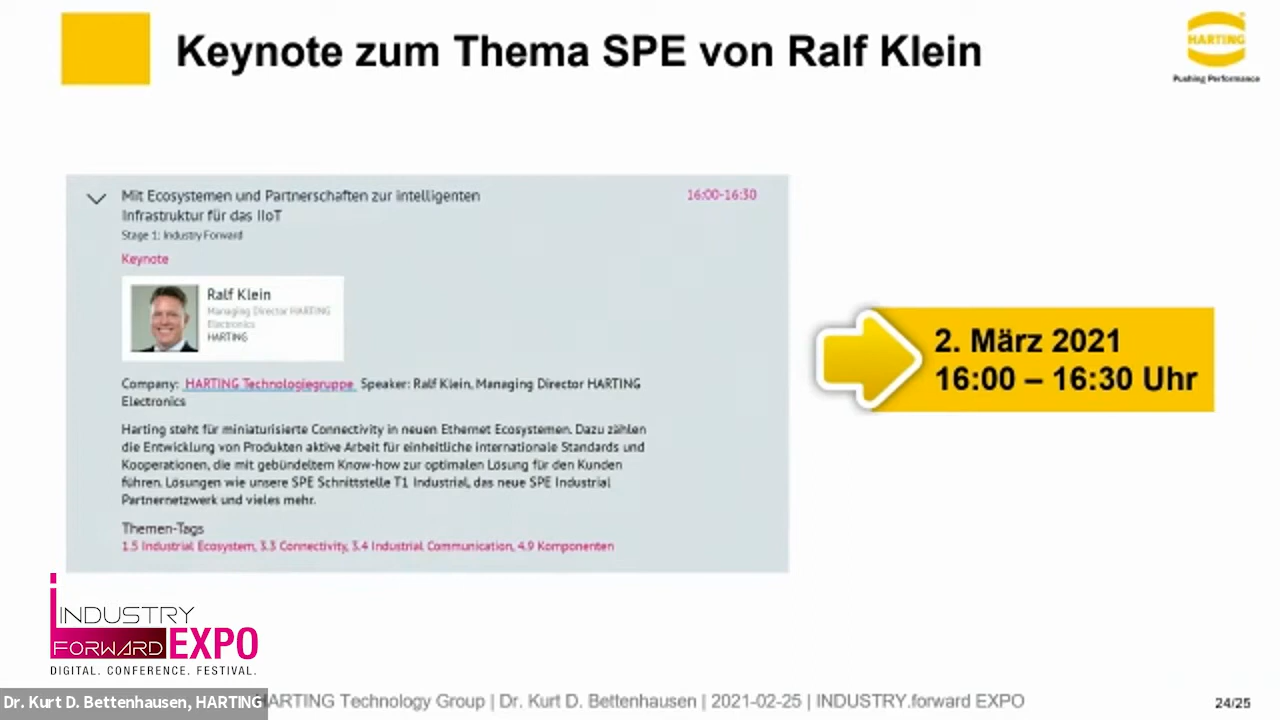 Keynote zum Thema SPE von Ralf Klein
HARTING
Pushing Performance
Mit Ecosystemen und Partnerschaften zur intelligenten
Infrastruktur für das IIoT
16:00-16:30
Stage 1: Industry Forward
Keynote
Ralf Klein
Managing Director HARTING
Electronics
HARTING
Company: HARTING Technologiegruppe Speaker: Ralf Klein, Managing Director HARTING
Electronics
Harting steht für miniaturisierte Connectivity in neuen Ethernet Ecosystemen. Dazu zählen
die Entwicklung von Produkten aktive Arbeit für einheitliche internationale Standards und
Kooperationen, die mit gebündeltem Know-how zur optimalen Lösung für den Kunden
führen. Lösungen wie unsere SPE Schnittstelle T1 Industrial, das neue SPE Industrial
Partnernetzwerk und vieles mehr.
Themen-Tags
1.5 Industrial Ecosystem, 3.3 Connectivity, 3.4 Industrial Communication, 4.9 Komponenten
2. März 2021
16:00 – 16:30 Uhr
INDUSTRY
FORWARD EXPO
DIGITAL. CONFERENCE. FESTIVAL.
Dr. Kurt D. Bettenhausen, HARTING
HARTING Technology Group | Dr. Kurt D. Bettenhausen | 2021-02-25 | INDUSTRY.forward EXPO
24/25